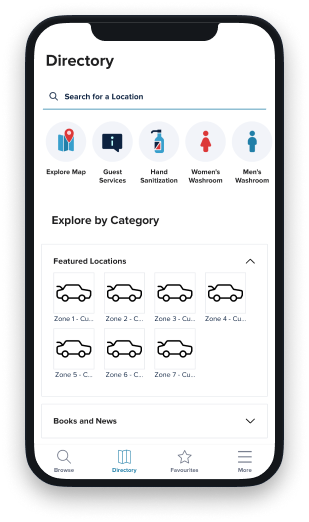 Directory
Search for a Location
Explore Map
Guest
Services
Hand
Sanitization
Women's
Washroom
Men's
Washroom
Explore by Category
Featured Locations
Zone 1 - Cu...
Zone 2 - C...
Zone 3 - Cu...
Zone 4 - Cu...
Zone 5 - C...
Zone 6 - C...
Zone 7 - Cu...
Books and News
Browse
Directory
Favourites
More